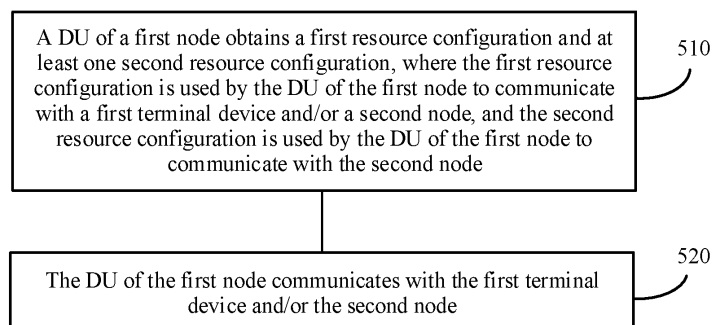 A DU of a first node obtains a first resource configuration and at
least one second resource configuration, where the first resource
configuration is used by the DU of the first node to communicate
with a first terminal device and/or a second node, and the second
resource configuration is used by the DU of the first node to
communicate with the second node
510
The DU of the first node communicates with the first terminal
device and/or the second node
520